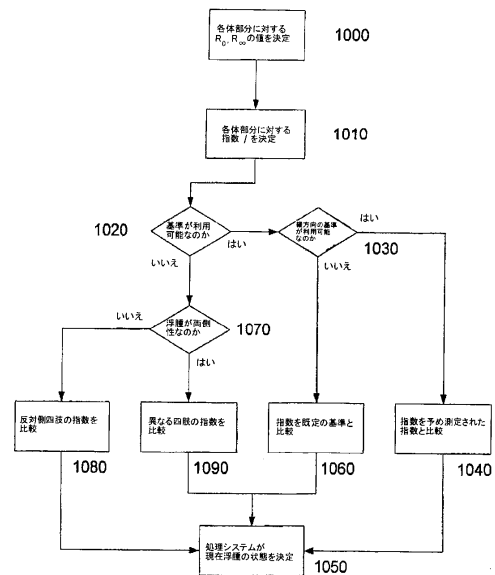 各体部分に対する
R₀, R∞ の値を決定
1000
各体部分に対する
指数 I を決定
1010
基準が利用
可能なのか
1020
はい
いいえ
縦方向の基準
が利用可能
なのか
1030
はい
いいえ
浮腫が両側
性なのか
1070
いいえ
はい
反対側四肢の指数を
比較
1080
異なる四肢の指数を
比較
1090
指数を既定の基準と
比較
1060
指数を予め測定された
指数と比較
1040
処理システムが
現在浮腫の状態を決定
1050